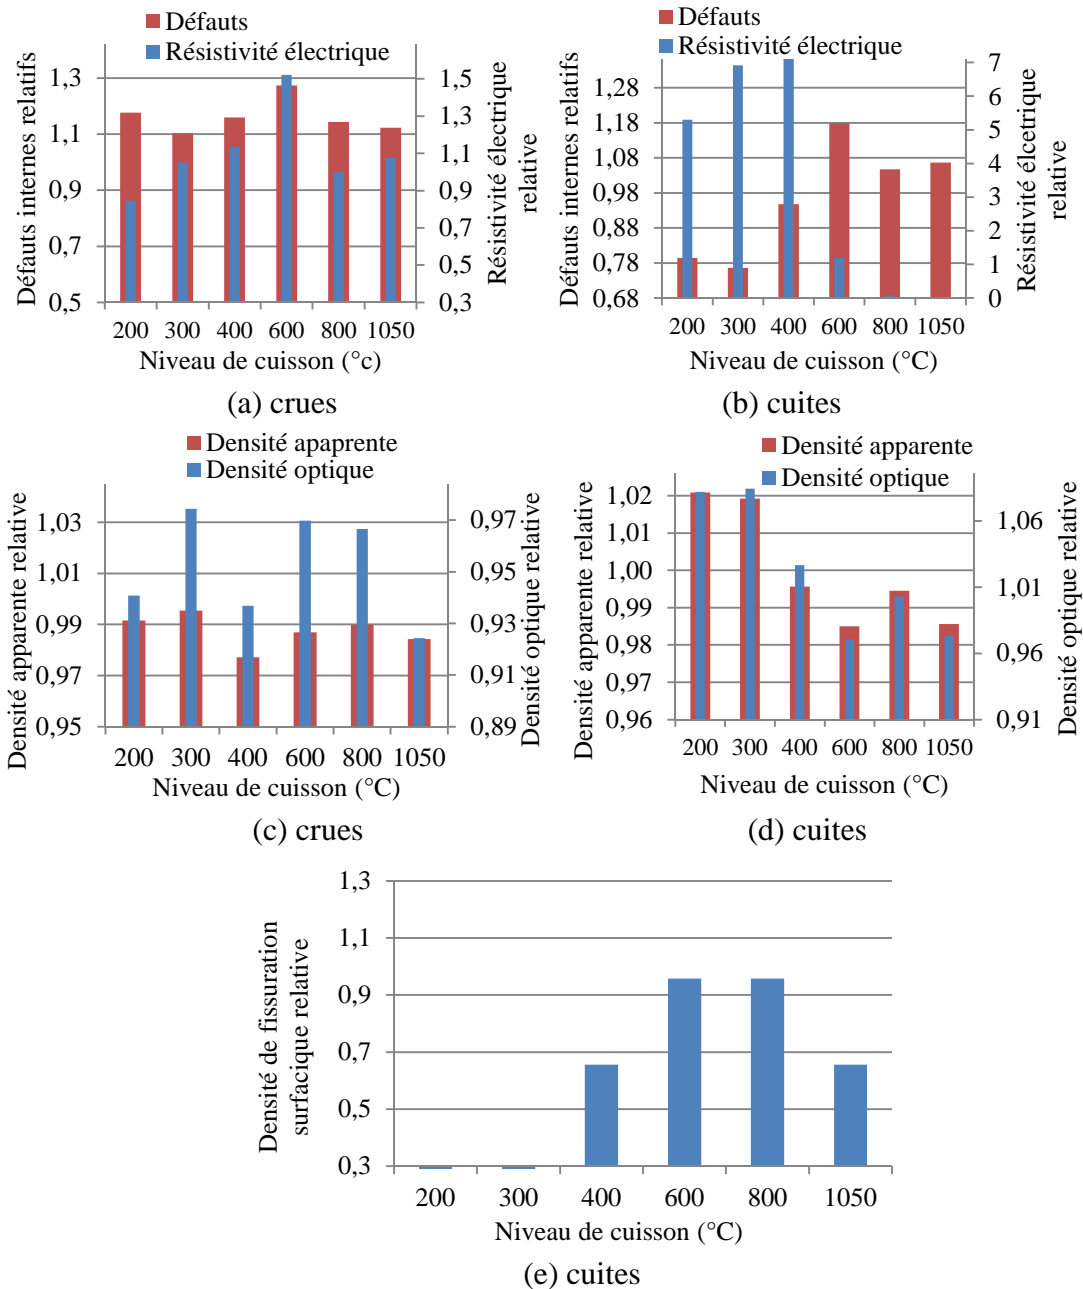 Défauts
Résistivité électrique
Défauts internes relatifs
1,3
1,1
0,9
0,7
0,5
1,5
1,3
1,1
0,9
0,7
0,5
0,3
Résistivité électrique
relative
200 300 400 600 800 1050
Niveau de cuisson (°c)
(a) crues
Défauts
Résistivité électrique
Défauts internes relatifs
1,28
1,18
1,08
0,98
0,88
0,78
0,68
7
6
5
4
3
2
1
0
Résistivité élcetrique
relative
200 300 400 600 800 1050
Niveau de cuisson (°C)
(b) cuites
Densité apaprente
Densité optique
Densité apparente relative
1,03
1,01
0,99
0,97
0,95
0,97
0,95
0,93
0,91
0,89
Densité optique relative
200 300 400 600 800 1050
Niveau de cuisson (°C)
(c) crues
Densité apparente
Densité optique
Densité apparente relative
1,02
1,01
1,00
0,99
0,98
0,97
0,96
1,06
1,01
0,96
0,91
Densité optique relative
200 300 400 600 800 1050
Niveau de cuisson (°C)
(d) cuites
Densité de fissuration
surfacique relative
1,3
1,1
0,9
0,7
0,5
0,3
200 300 400 600 800 1050
Niveau de cuisson (°C)
(e) cuites